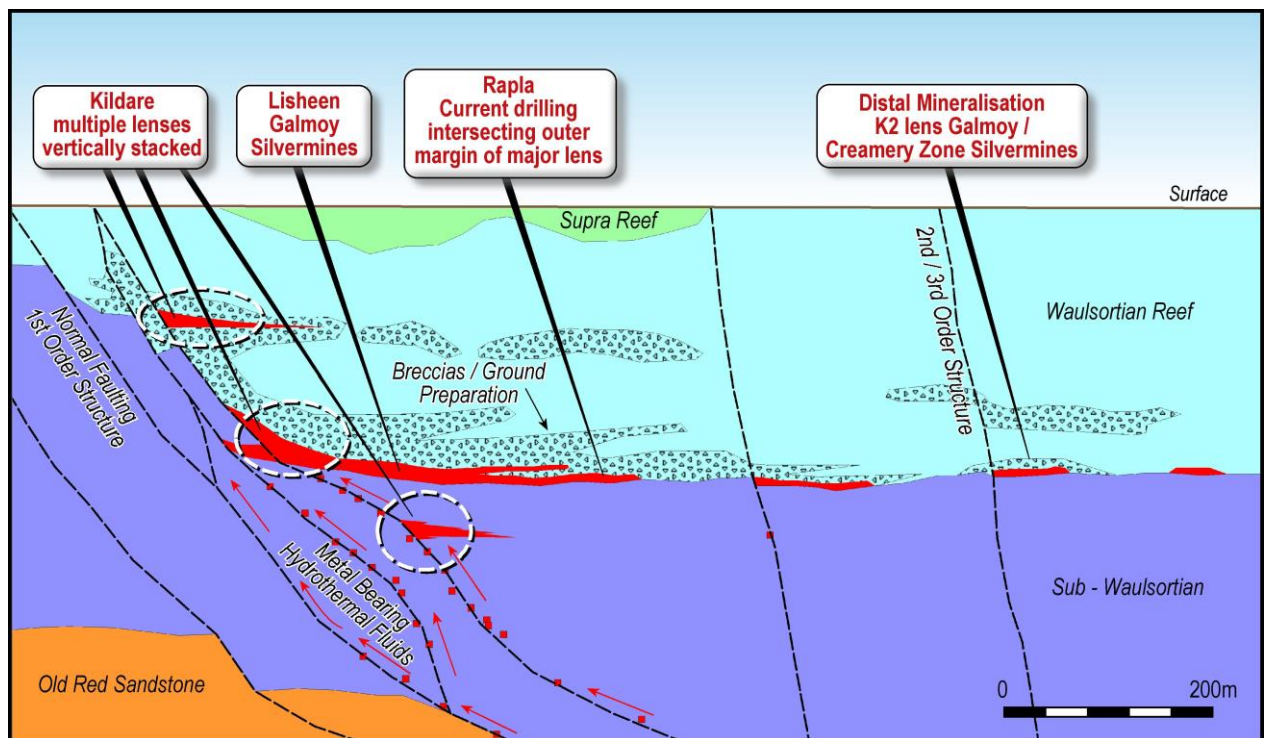 Kildare
multiple lenses
vertically stacked
Lisheen
Galmoy
Silvermines
Rapla
Current drilling
intersecting outer
margin of major lens
Distal Mineralisation
K2 lens Galmoy /
Creamery Zone Silvermines
Surface
Supra Reef
Waulsortian Reef
2nd / 3rd Order Structure
Normal Faulting
1st Order Structure
Breccias / Ground
Preparation
Metal Bearing
Hydrothermal Fluids
Sub - Waulsortian
Old Red Sandstone
0 200m